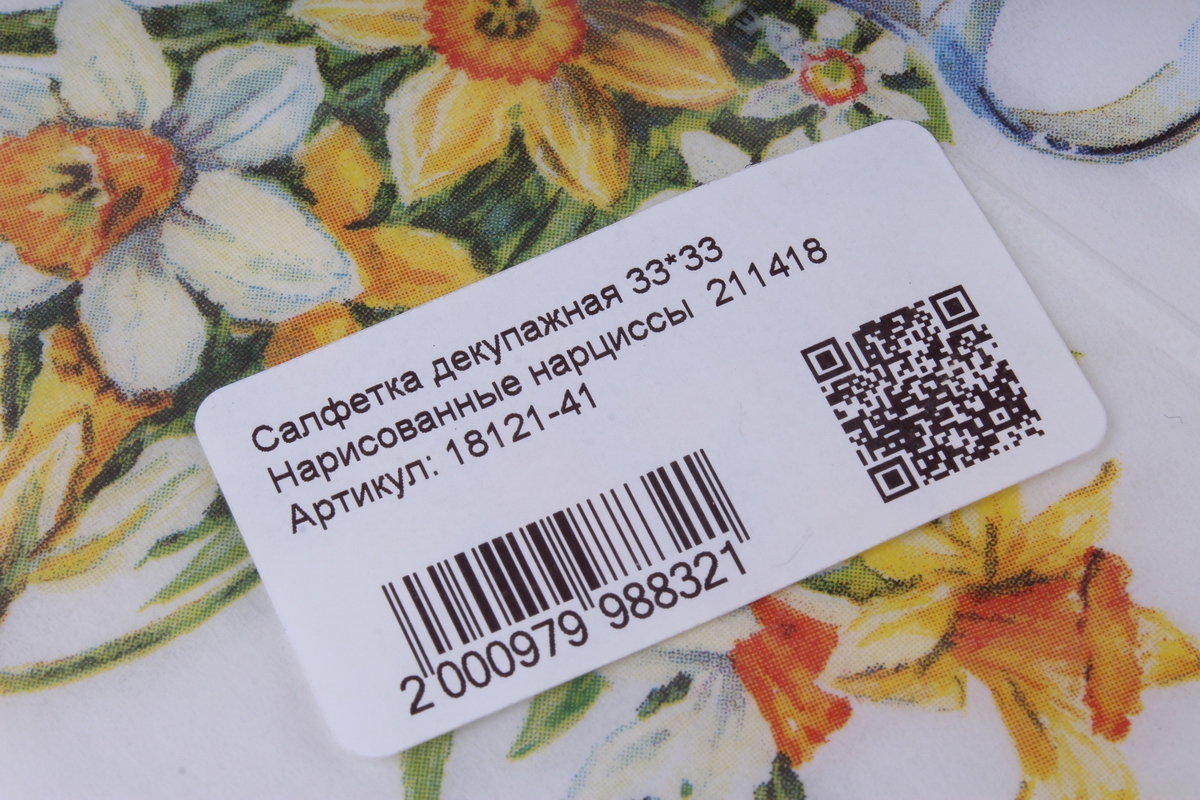 Салфетка декупажная 33*33
Нарисованные нарциссы 211418
Артикул: 18121-41
2 000979 988321